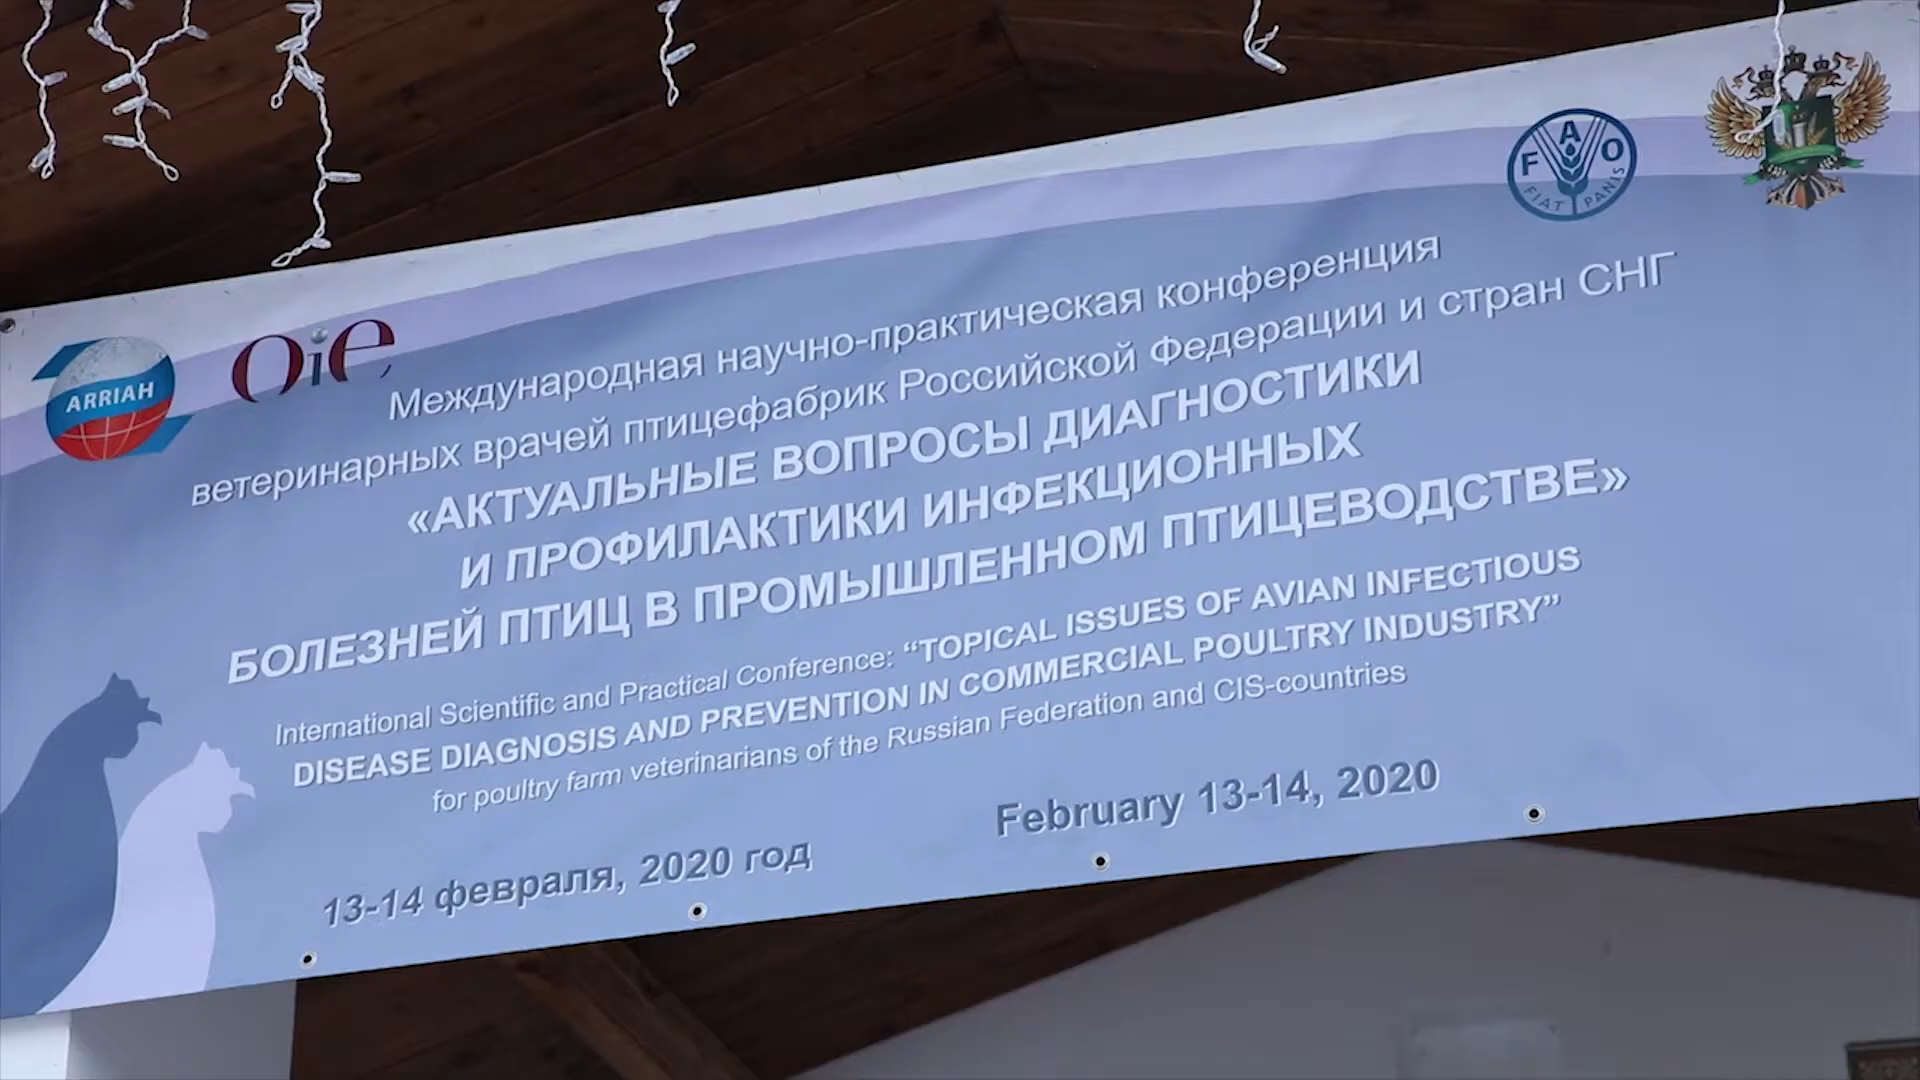 FAO
FIAT PANIS
ARRIAH
Oie
Международная научно-практическая конференция
ветеринарных врачей птицефабрик Российской Федерации и стран СНГ
«АКТУАЛЬНЫЕ ВОПРОСЫ ДИАГНОСТИКИ
И ПРОФИЛАКТИКИ ИНФЕКЦИОННЫХ
БОЛЕЗНЕЙ ПТИЦ В ПРОМЫШЛЕННОМ ПТИЦЕВОДСТВЕ»
International Scientific and Practical Conference: “TOPICAL ISSUES OF AVIAN INFECTIOUS
DISEASE DIAGNOSIS AND PREVENTION IN COMMERCIAL POULTRY INDUSTRY”
for poultry farm veterinarians of the Russian Federation and CIS-countries
13-14 февраля, 2020 год
February 13-14, 2020